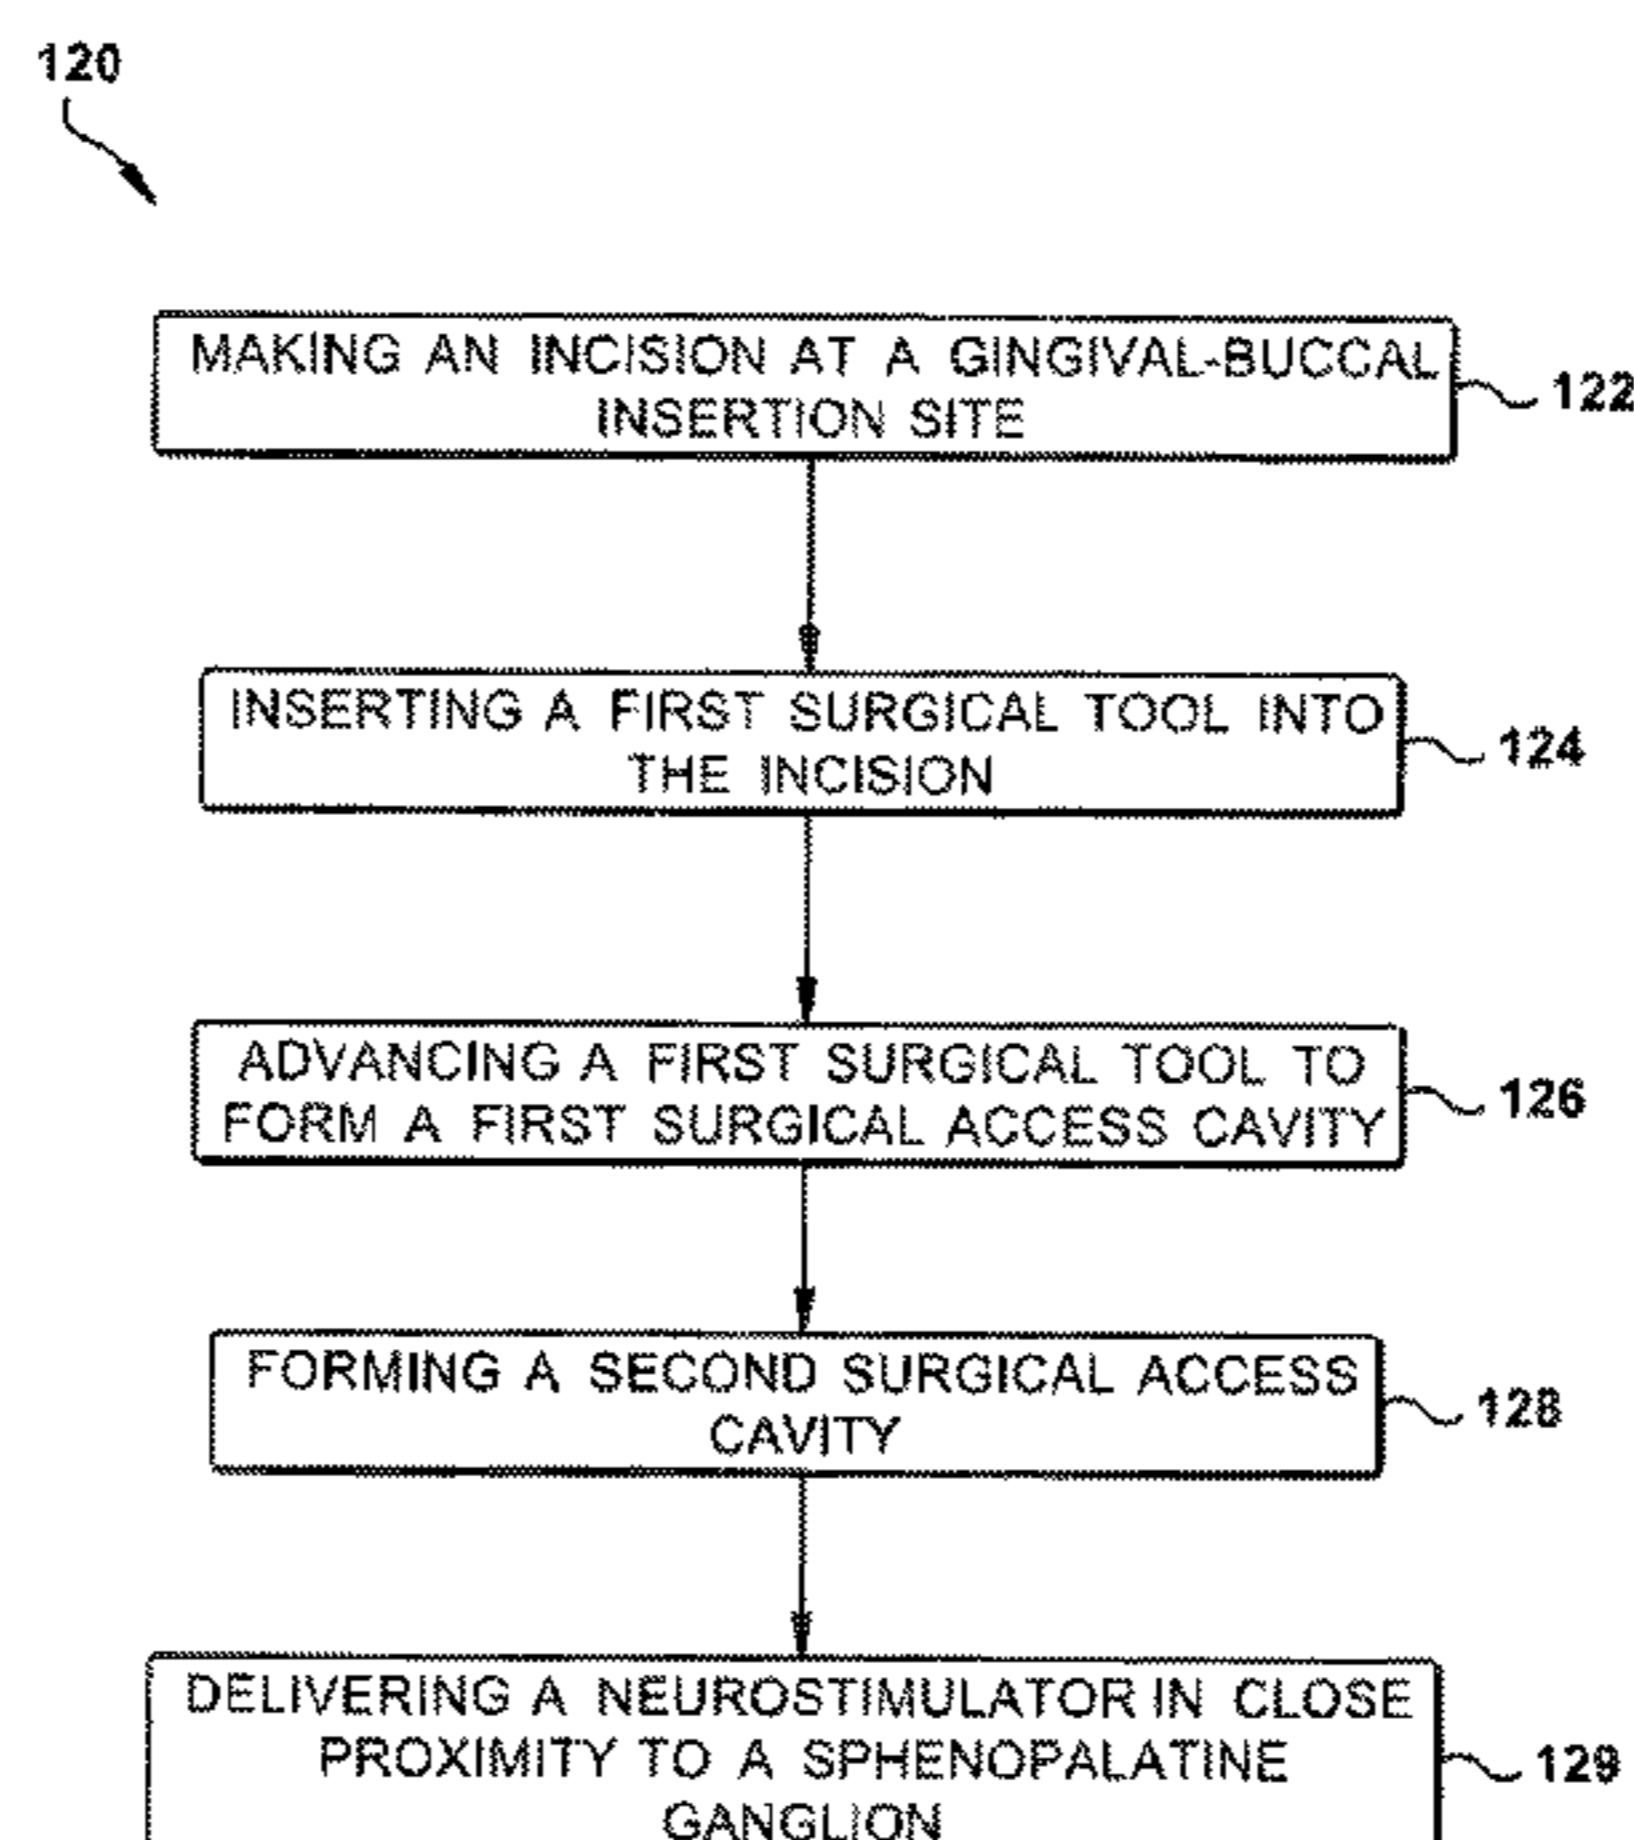 120
MAKING AN INCISION AT A GINGIVAL-BUCCAL
INSERTION SITE
122
INSERTING A FIRST SURGICAL TOOL INTO
THE INCISION
124
ADVANCING A FIRST SURGICAL TOOL TO
FORM A FIRST SURGICAL ACCESS CAVITY
126
FORMING A SECOND SURGICAL ACCESS
CAVITY
128
DELIVERING A NEUROSTIMULATOR IN CLOSE
PROXIMITY TO A SPHENOPALATINE
GANGLION
129